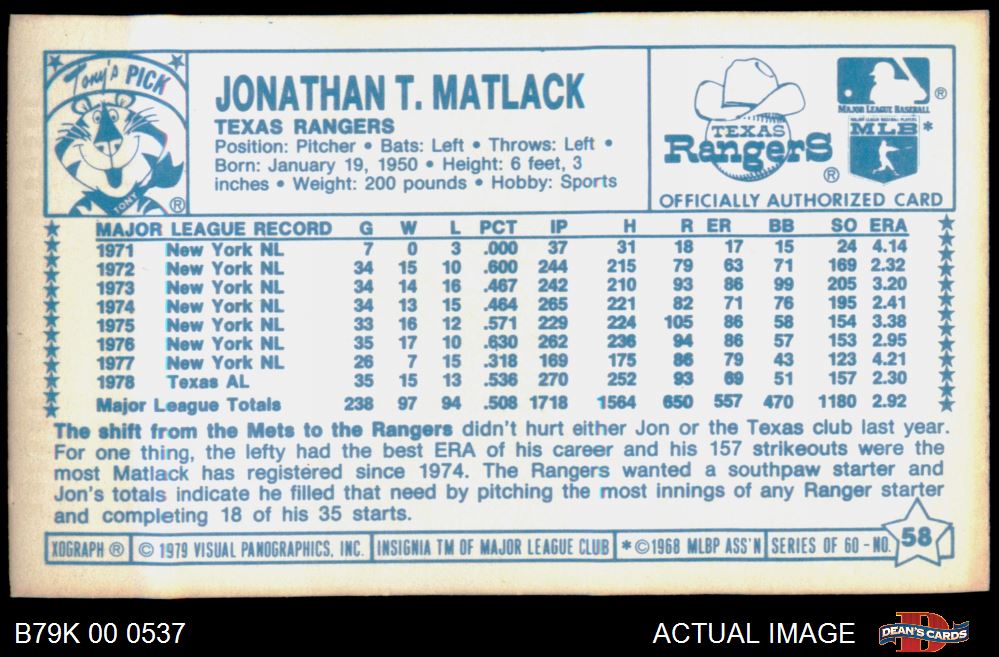 Tony's PICK
TONY
®
JONATHAN T. MATLACK
TEXAS RANGERS
Position: Pitcher • Bats: Left • Throws: Left •
Born: January 19, 1950 • Height: 6 feet, 3
inches • Weight: 200 pounds • Hobby: Sports
TEXAS
RangerS
®
®
MAJOR LEAGUE BASEBALL
MAJOR LEAGUE BASEBALL PLAYERS
MLB*
OFFICIALLY AUTHORIZED CARD
MAJOR LEAGUE RECORD G W L PCT IP H R ER BB SO ERA
1971 New York NL 7 0 3 .000 37 31 18 17 15 24 4.14
1972 New York NL 34 15 10 .600 244 215 79 63 71 169 2.32
1973 New York NL 34 14 16 .467 242 210 93 86 99 205 3.20
1974 New York NL 34 13 15 .464 265 221 82 71 76 195 2.41
1975 New York NL 33 16 12 .571 229 224 105 86 58 154 3.38
1976 New York NL 35 17 10 .630 262 236 94 86 57 153 2.95
1977 New York NL 26 7 15 .318 169 175 86 79 43 123 4.21
1978 Texas AL 35 15 13 .536 270 252 93 69 51 157 2.30
Major League Totals 238 97 94 .508 1718 1564 650 557 470 1180 2.92
The shift from the Mets to the Rangers didn't hurt either Jon or the Texas club last year.
For one thing, the lefty had the best ERA of his career and his 157 strikeouts were the
most Matlack has registered since 1974. The Rangers wanted a southpaw starter and
Jon's totals indicate he filled that need by pitching the most innings of any Ranger starter
and completing 18 of his 35 starts.
XOGRAPH ® © 1979 VISUAL PANOGRAPHICS, INC. INSIGNIA TM OF MAJOR LEAGUE CLUB *©1968 MLBP ASS'N SERIES OF 60 - NO. 58
B79K 00 0537
ACTUAL IMAGE
DEAN'S CARDS